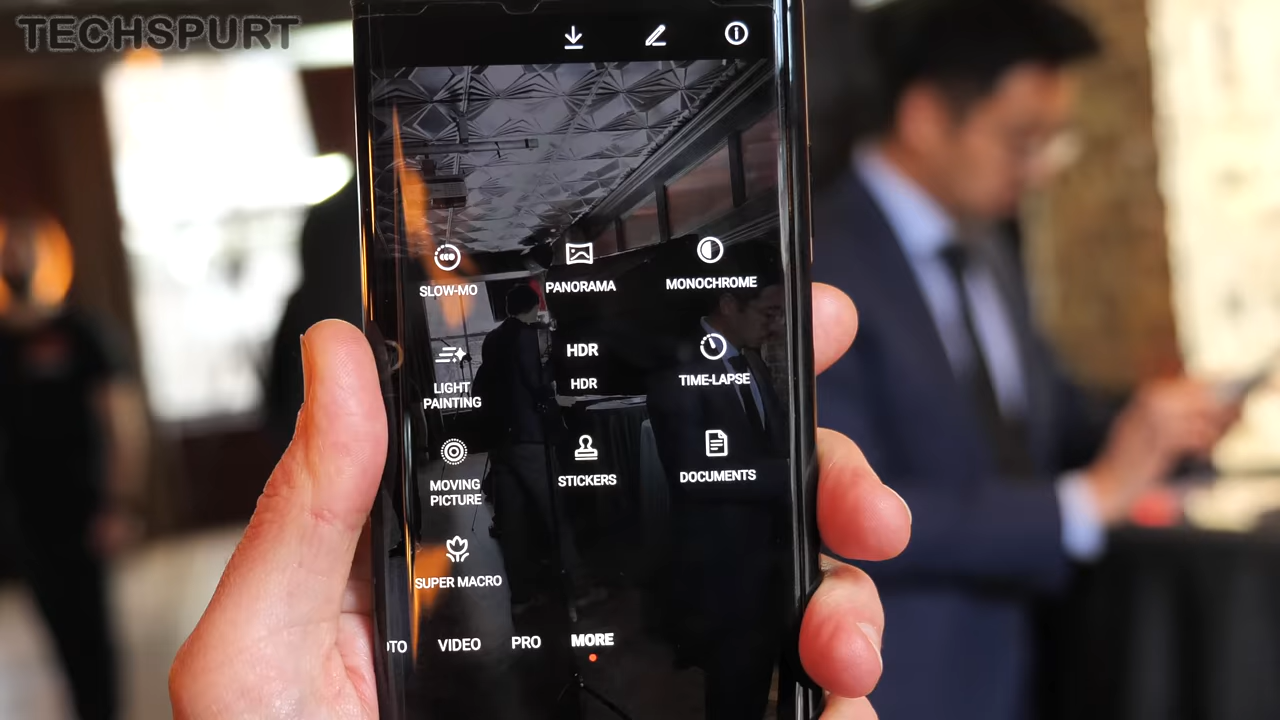 TECHSPURT
SLOW-MO
PANORAMA
MONOCHROME
LIGHT
PAINTING
HDR
HDR
TIME-LAPSE
MOVING
PICTURE
STICKERS
DOCUMENTS
SUPER MACRO
OTO
VIDEO
PRO
MORE